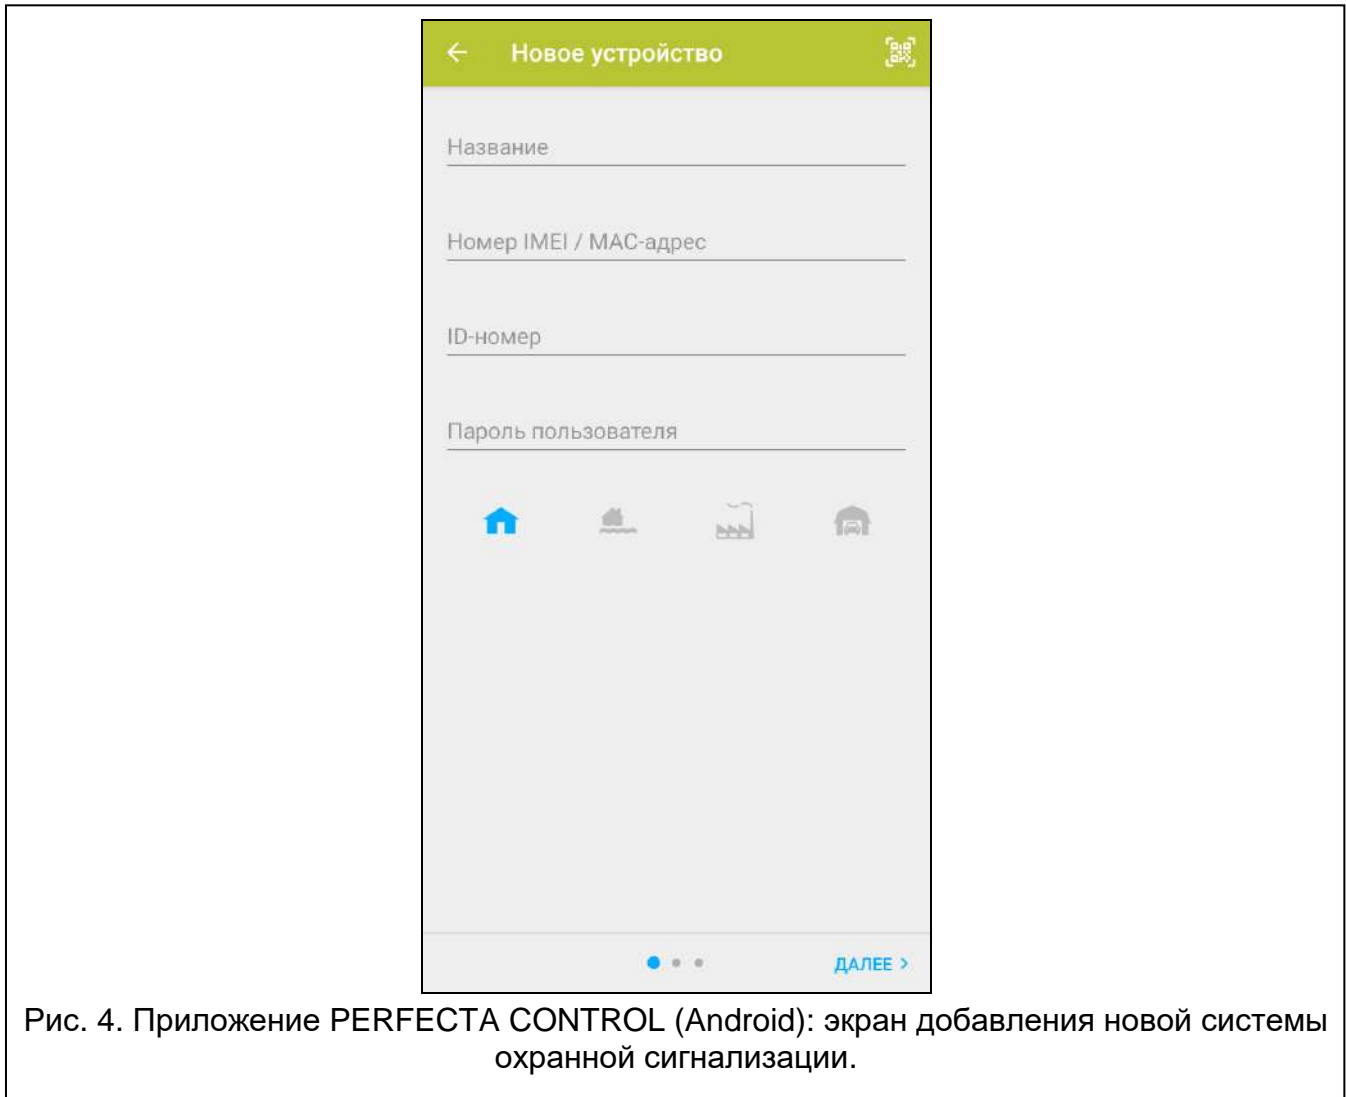 Новое устройство
Название
Номер IMEI / MAC-адрес
ID-номер
Пароль пользователя
ДАЛЕЕ >
Рис. 4. Приложение PERFECTA CONTROL (Android): экран добавления новой системы
охранной сигнализации.